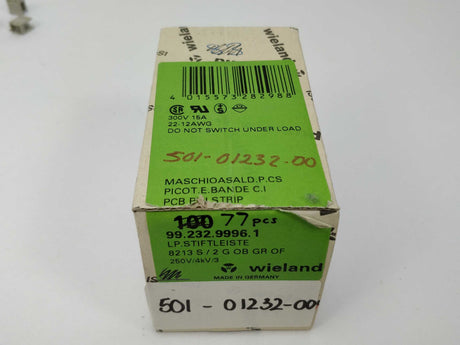 wieland
4 015573 282988
300V 15A
22-12AWG
DO NOT SWITCH UNDER LOAD
501-01232-00
MASCHIOASALD.P.CS
PICOT.E.BANDE C.I
PCB PIN STRIP
100 77 pcs
99.232.9996.1
LP.STIFTLEISTE
8213 S / 2 G OB GR OF
250V/4kV/3
wieland
MADE IN GERMANY
501 - 01232-00